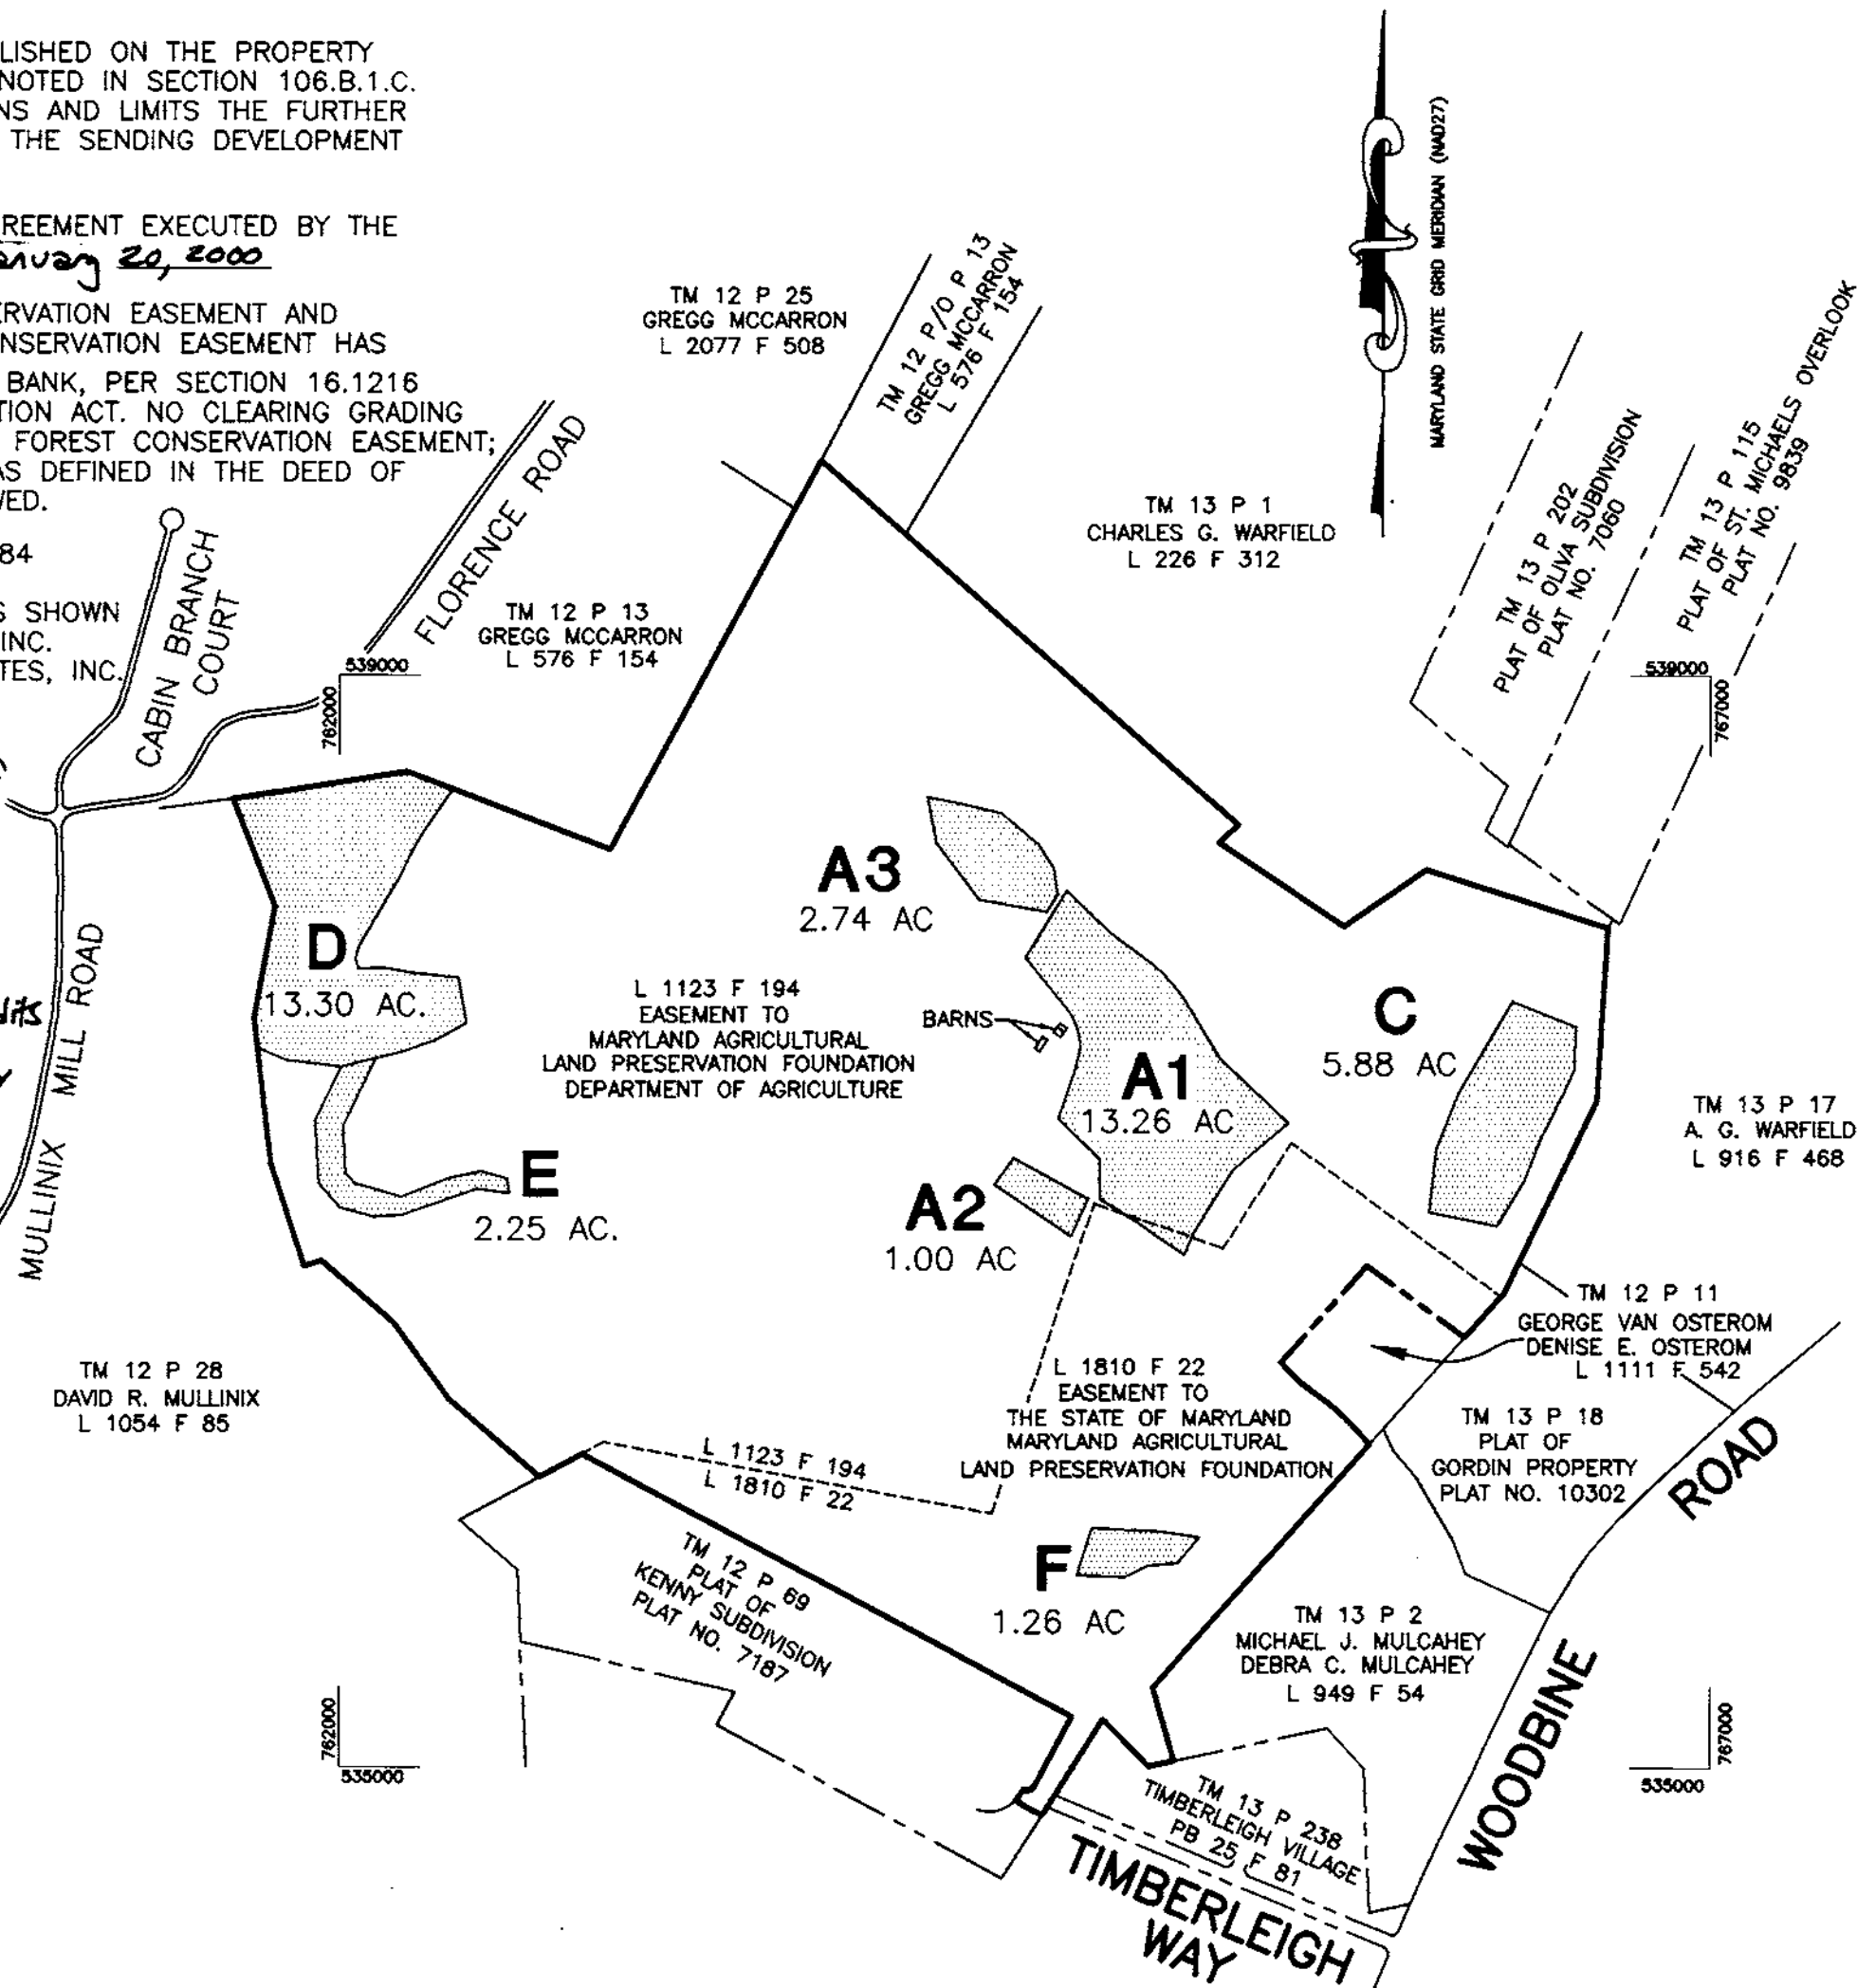 LISHED ON THE PROPERTY
NOTED IN SECTION 106.B.1.C.
NS AND LIMITS THE FURTHER
THE SENDING DEVELOPMENT
REEMENT EXECUTED BY THE
anuary 20, 2000
ERVATION EASEMENT AND
NSERVATION EASEMENT HAS
BANK, PER SECTION 16.1216
TION ACT. NO CLEARING GRADING
FOREST CONSERVATION EASEMENT;
AS DEFINED IN THE DEED OF
VED.
84
S SHOWN
INC.
TES, INC.
MARYLAND STATE GRID MERIDIAN (NAD27)
TM 12 P 25
GREGG MCCARRON
L 2077 F 508
TM 12 P/O P 13
GREGG MCCARRON
L 576 F 154
TM 13 P 1
CHARLES G. WARFIELD
L 226 F 312
TM 13 P 202
PLAT OF OLIVA SUBDIVISION
PLAT NO. 7060
TM 13 P 115
PLAT OF ST. MICHAELS OVERLOOK
PLAT NO. 9839
FLORENCE ROAD
CABIN BRANCH
COURT
TM 12 P 13
GREGG MCCARRON
L 576 F 154
539000
762000
539000
767000
A3
2.74 AC
D
13.30 AC.
MULLINIX MILL ROAD
L 1123 F 194
EASEMENT TO
MARYLAND AGRICULTURAL
LAND PRESERVATION FOUNDATION
DEPARTMENT OF AGRICULTURE
BARNS
C
5.88 AC
A1
13.26 AC
TM 13 P 17
A. G. WARFIELD
L 916 F 468
E
2.25 AC.
A2
1.00 AC
TM 12 P 11
GEORGE VAN OSTEROM
DENISE E. OSTEROM
L 1111 F 542
TM 12 P 28
DAVID R. MULLINIX
L 1054 F 85
L 1810 F 22
EASEMENT TO
THE STATE OF MARYLAND
MARYLAND AGRICULTURAL
LAND PRESERVATION FOUNDATION
TM 13 P 18
PLAT OF
GORDIN PROPERTY
PLAT NO. 10302
L 1123 F 194
L 1810 F 22
TM 12 P 69
PLAT OF
KENNY SUBDIVISION
PLAT NO. 7187
F
1.26 AC
TM 13 P 2
MICHAEL J. MULCAHEY
DEBRA C. MULCAHEY
L 949 F 54
WOODBINE ROAD
762000
535000
767000
535000
TM 13 P 238
TIMBERLEIGH VILLAGE
PB 25 F 81
TIMBERLEIGH
WAY